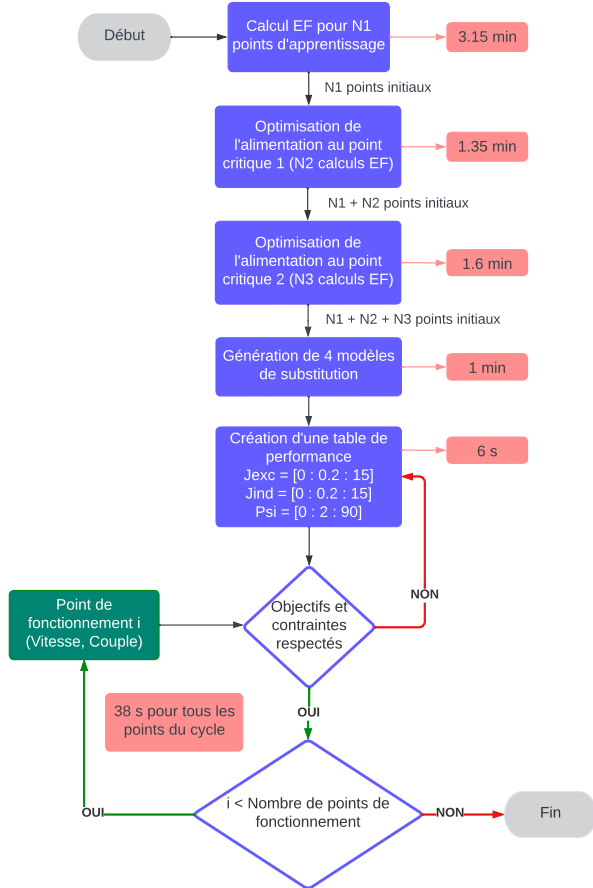 Début
Calcul EF pour N1
points d'apprentissage
3.15 min
N1 points initiaux
Optimisation de
l'alimentation au point
critique 1 (N2 calculs EF)
1.35 min
N1 + N2 points initiaux
Optimisation de
l'alimentation au point
critique 2 (N3 calculs EF)
1.6 min
N1 + N2 + N3 points initiaux
Génération de 4 modèles
de substitution
1 min
Création d'une table de
performance
Jexc = [0 : 0.2 : 15]
Jind = [0 : 0.2 : 15]
Psi = [0 : 2 : 90]
6 s
NON
Point de
fonctionnement i
(Vitesse, Couple)
Objectifs et
contraintes
respectés
OUI
38 s pour tous les
points du cycle
i < Nombre de points de
fonctionnement
OUI
NON
Fin